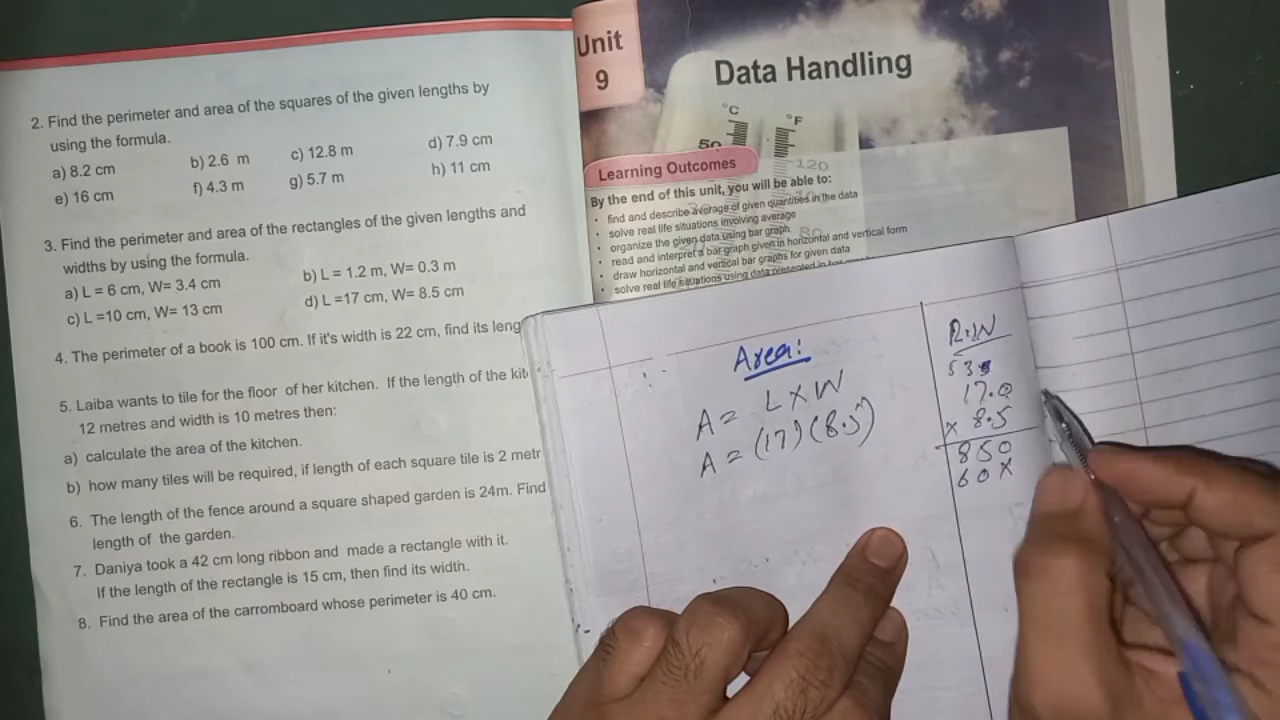 2. Find the perimeter and area of the squares of the given lengths by
using the formula.
a) 8.2 cm b) 2.6 m c) 12.8 m d) 7.9 cm
e) 16 cm f) 4.3 m g) 5.7 m h) 11 cm
3. Find the perimeter and area of the rectangles of the given lengths and
widths by using the formula.
a) L = 6 cm, W= 3.4 cm b) L = 1.2 m, W= 0.3 m
c) L =10 cm, W= 13 cm d) L =17 cm, W= 8.5 cm
4. The perimeter of a book is 100 cm. If it's width is 22 cm, find its leng
5. Laiba wants to tile for the floor of her kitchen. If the length of the kit
12 metres and width is 10 metres then:
a) calculate the area of the kitchen.
b) how many tiles will be required, if length of each square tile is 2 metr
6. The length of the fence around a square shaped garden is 24m. Find
length of the garden.
7. Daniya took a 42 cm long ribbon and made a rectangle with it.
If the length of the rectangle is 15 cm, then find its width.
8. Find the area of the carromboard whose perimeter is 40 cm.
Unit
9
Data Handling
°C °F
50
120
Learning Outcomes
By the end of this unit, you will be able to:
• find and describe average of given quantities in the data
• solve real life situations involving average
• organize the given data using bar graph
80
• read and interpret a bar graph given in horizontal and vertical form
• draw horizontal and vertical bar graphs for given data
• solve real life situations using data presented in bar
Area:
A = L X W
A = (17) (8.5)
R.W
17.0
x 8.5
850
60x